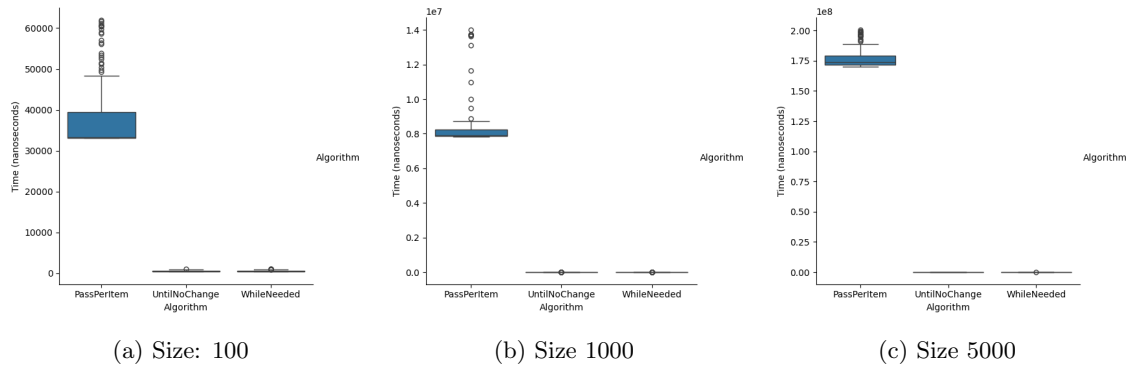 60000
50000
40000
30000
20000
10000
0
Time (nanoseconds)
PassPerItem UntilNoChange WhileNeeded
Algorithm
Algorithm
(a) Size: 100
1e7
1.4
1.2
1.0
0.8
0.6
0.4
0.2
0.0
Time (nanoseconds)
PassPerItem UntilNoChange WhileNeeded
Algorithm
Algorithm
(b) Size 1000
1e8
2.00
1.75
1.50
1.25
1.00
0.75
0.50
0.25
0.00
Time (nanoseconds)
PassPerItem UntilNoChange WhileNeeded
Algorithm
Algorithm
(c) Size 5000